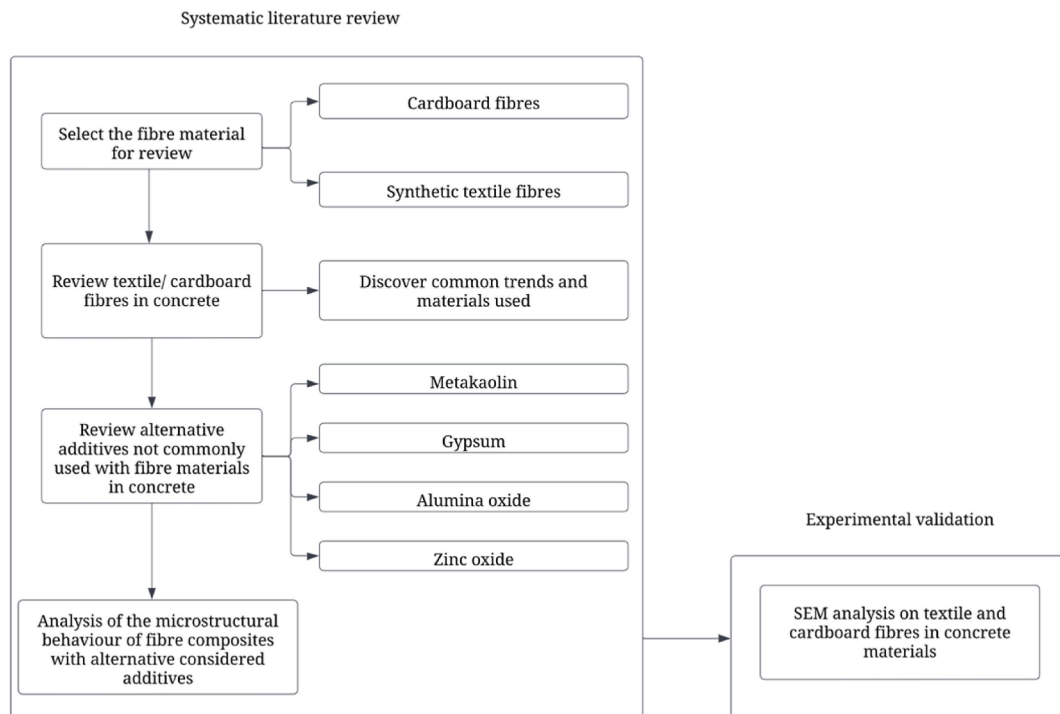 Systematic literature review
Select the fibre material
for review
Cardboard fibres
Synthetic textile fibres
Review textile/ cardboard
fibres in concrete
Discover common trends and
materials used
Review alternative
additives not commonly
used with fibre materials
in concrete
Metakaolin
Gypsum
Alumina oxide
Zinc oxide
Analysis of the microstructural
behaviour of fibre composites
with alternative considered
additives
Experimental validation
SEM analysis on textile and
cardboard fibres in concrete
materials